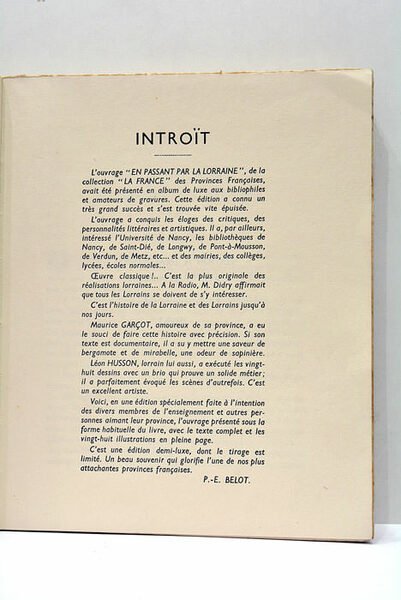 INTROÏT
L'ouvrage "EN PASSANT PAR LA LORRAINE", de la
collection "LA FRANCE" des Provinces Françaises,
avait été présenté en album de luxe aux bibliophiles
et amateurs de gravures. Cette édition a connu un
très grand succès et s'est trouvée vite épuisée.
L'ouvrage a conquis les éloges des critiques, des
personnalités littéraires et artistiques. Il a, par ailleurs,
intéressé l'Université de Nancy, les bibliothèques de
Nancy, de Saint-Dié, de Longwy, de Pont-à-Mousson,
de Verdun, de Metz, etc... et des mairies, des collèges,
lycées, écoles normales...
Œuvre classique !.. C'est la plus originale des
réalisations lorraines... A la Radio, M. Didry affirmait
que tous les Lorrains se doivent de s'y intéresser.
C'est l'histoire de la Lorraine et des Lorrains jusqu'à
nos jours.
Maurice GARÇOT, amoureux de sa province, a eu
le souci de faire cette histoire avec précision. Si son
texte est documentaire, il a su y mettre une saveur de
bergamote et de mirabelle, une odeur de sapinière.
Léon HUSSON, lorrain lui aussi, a exécuté les vingt-
huit dessins avec un brio qui prouve un solide métier ;
il a parfaitement évoqué les scènes d'autrefois. C'est
un excellent artiste.
Voici, en une édition spécialement faite à l'intention
des divers membres de l'enseignement et autres per-
sonnes aimant leur province, l'ouvrage présenté sous la
forme habituelle du livre, avec le texte complet et les
vingt-huit illustrations en pleine page.
C'est une édition demi-luxe, dont le tirage est
limité. Un beau souvenir qui glorifie l'une de nos plus
attachantes provinces françaises.
P.-E. BELOT.